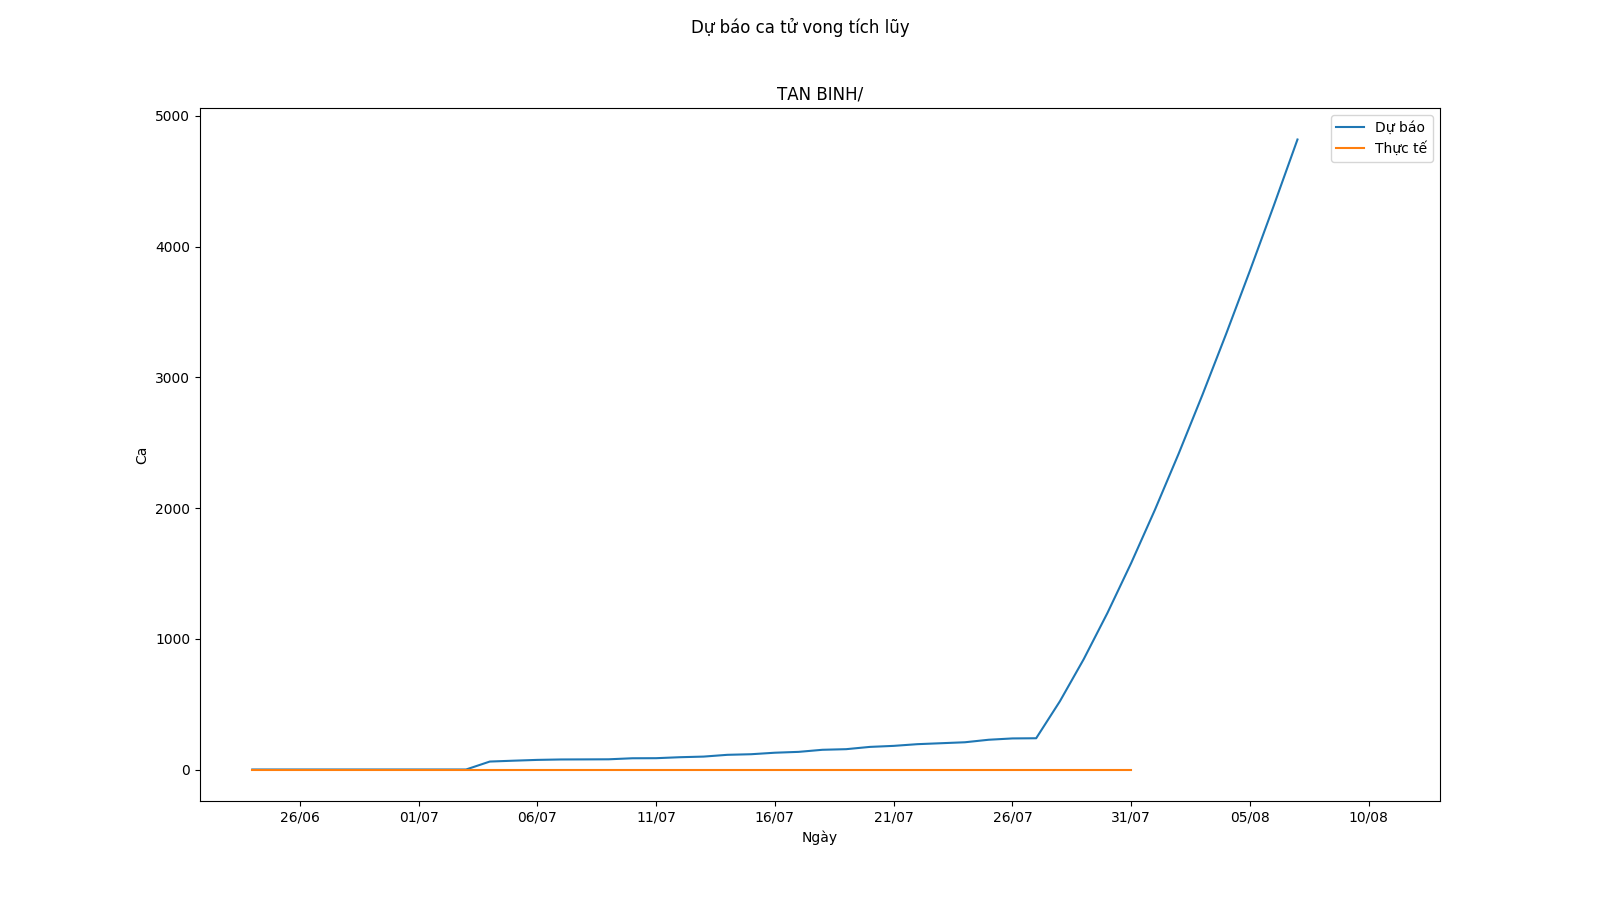 Dự báo ca tử vong tích lũy
TAN BINH/
Dự báo
Thực tế
Ca
5000
4000
3000
2000
1000
0
26/06 01/07 06/07 11/07 16/07 21/07 26/07 31/07 05/08 10/08
Ngày